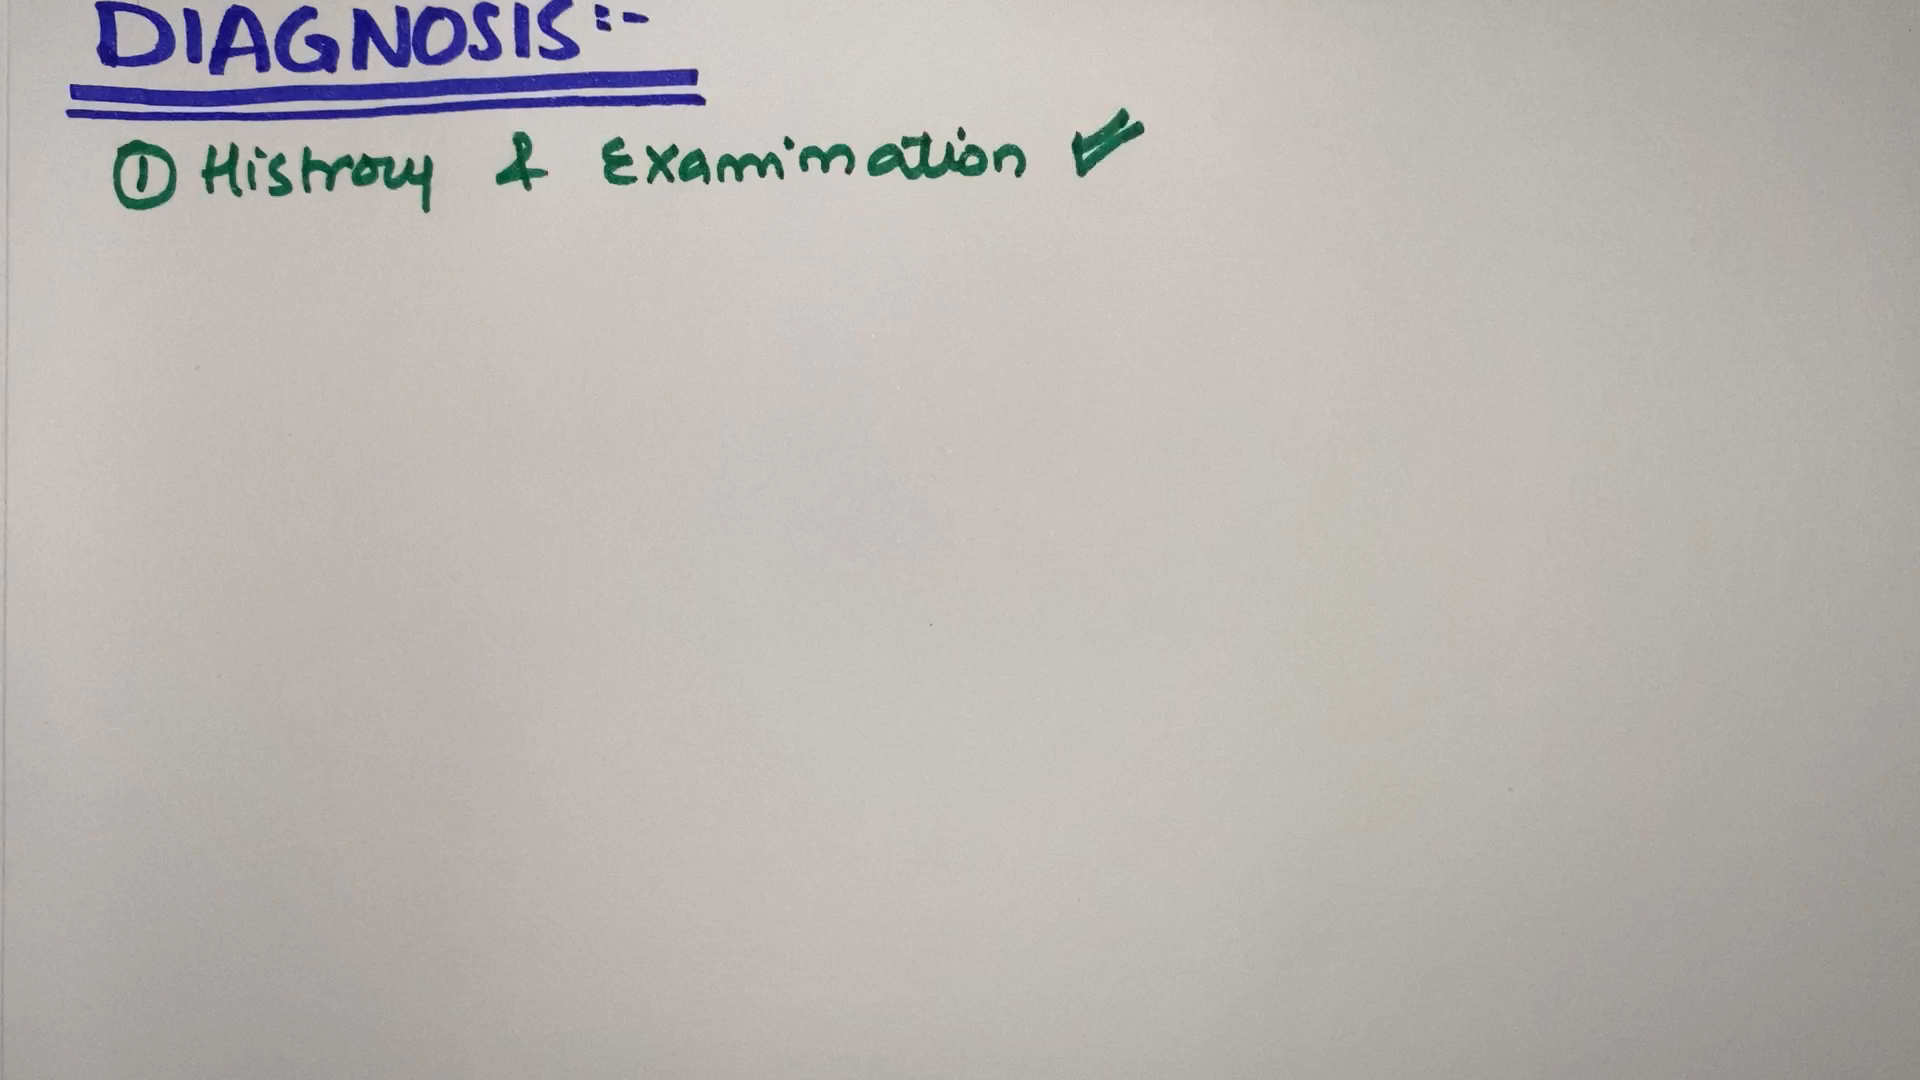 DIAGNOSIS:-
① Histroy & Examination ✔